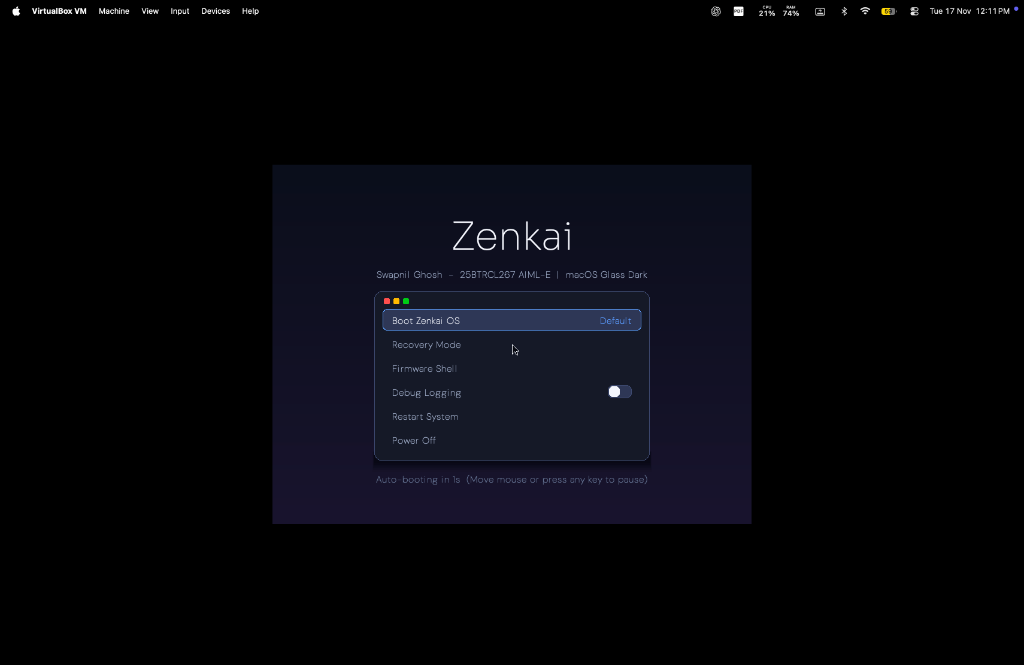 VirtualBox VM Machine View Input Devices Help
CPU 21% RAM 74% Tue 17 Nov 12:11 PM
Zenkai
Swapnil Ghosh - 25BTRCL267 AIML-E | macOS Glass Dark
Boot Zenkai OS Default
Recovery Mode
Firmware Shell
Debug Logging
Restart System
Power Off
Auto-booting in 1s (Move mouse or press any key to pause)